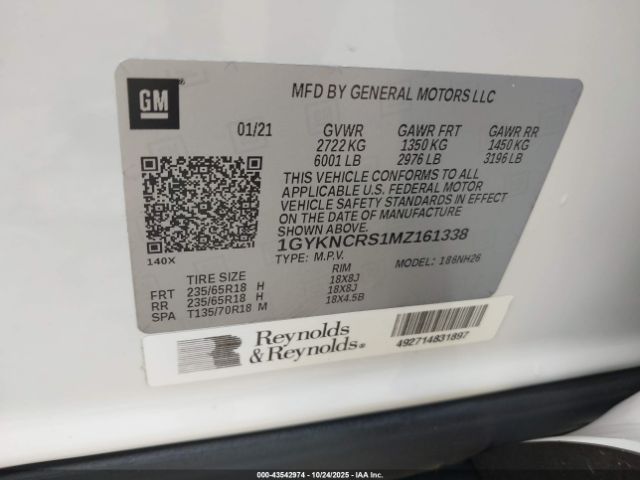 GM
MFD BY GENERAL MOTORS LLC
01/21 GVWR GAWR FRT GAWR RR
2722 KG 1350 KG 1450 KG
6001 LB 2976 LB 3196 LB
THIS VEHICLE CONFORMS TO ALL
APPLICABLE U.S. FEDERAL MOTOR
VEHICLE SAFETY STANDARDS IN EFFECT
ON THE DATE OF MANUFACTURE
SHOWN ABOVE.
1GYKNCRS1MZ161338
140X
TYPE: M.P.V. MODEL: 186NH26
TIRE SIZE RIM
FRT 235/65R18 H 18X8J
RR 235/65R18 H 18X8J
SPA T135/70R18 M 18X4.5B
Reynolds
& Reynolds®
492714831897
000-43542974 - 10/24/2025 - IAA Inc.